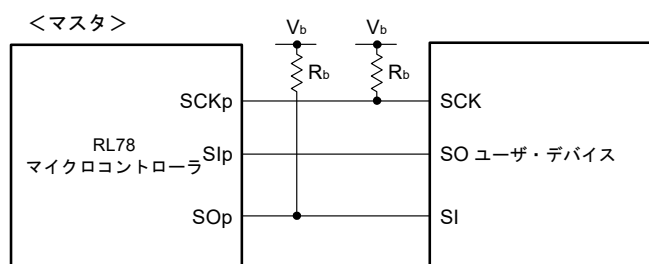 ＜マスタ＞
Vb
Vb
Rb
Rb
SCKp
SCK
RL78
マイクロコントローラ
SIp
SO ユーザ・デバイス
SOp
SI